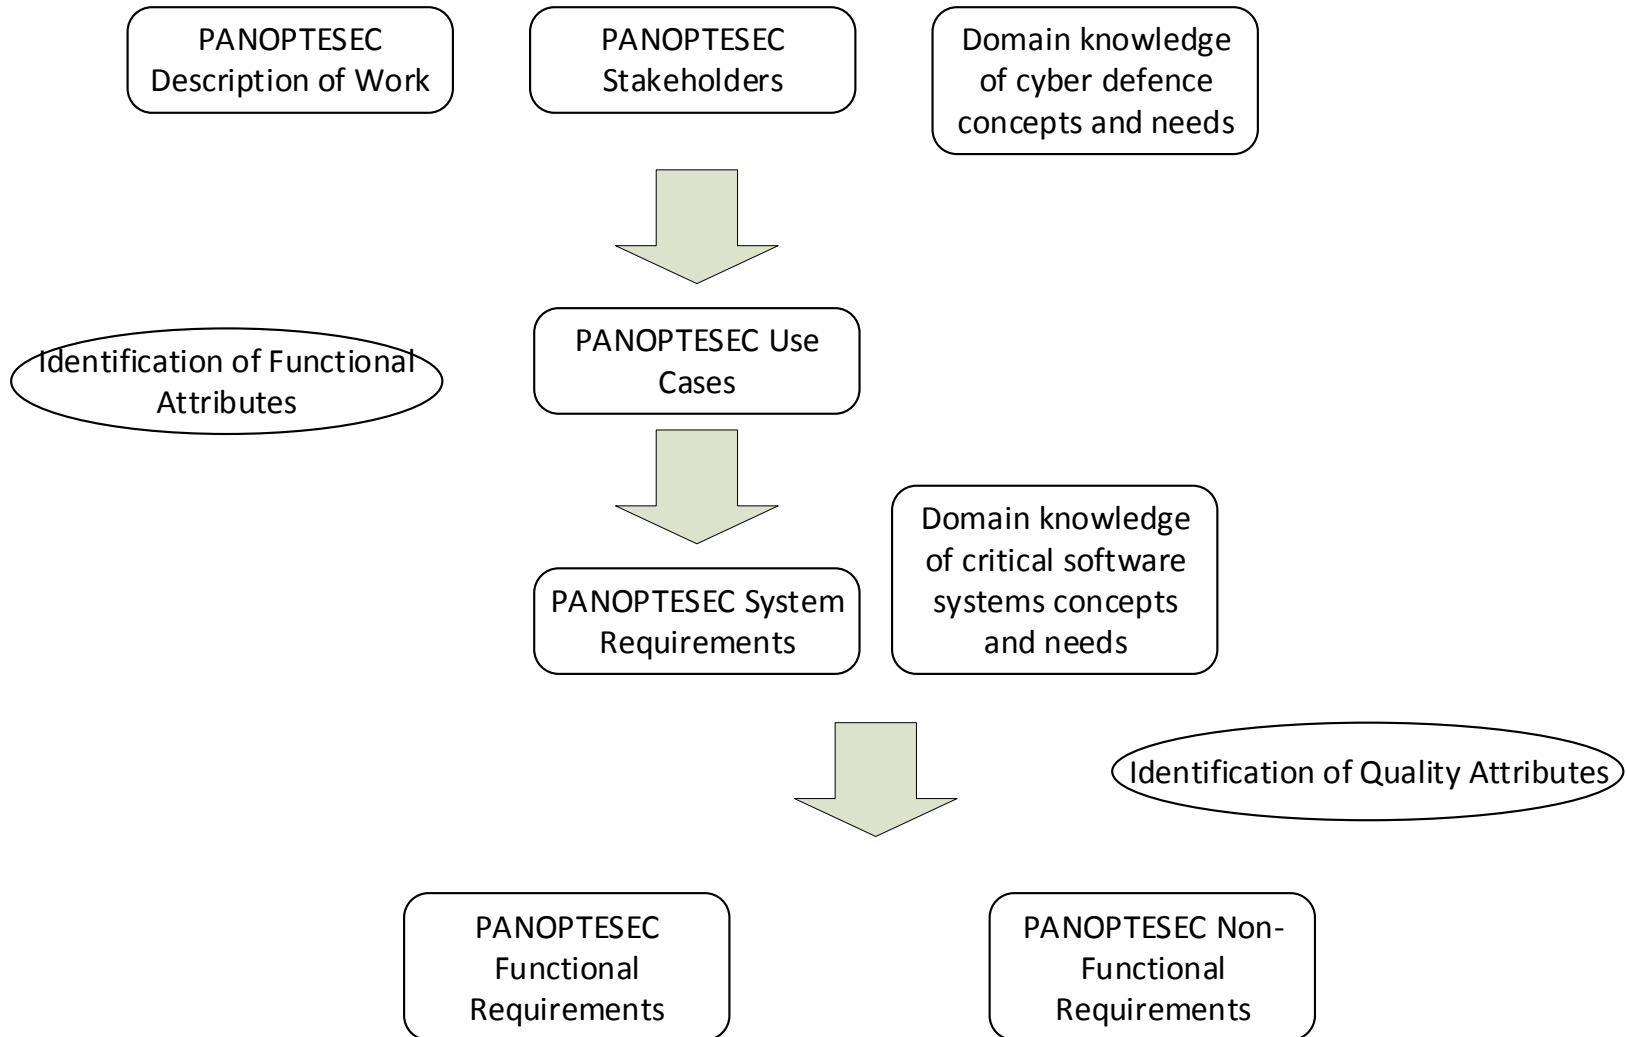 PANOPTESEC
Description of Work
PANOPTESEC
Stakeholders
Domain knowledge
of cyber defence
concepts and needs
Identification of Functional
Attributes
PANOPTESEC Use
Cases
PANOPTESEC System
Requirements
Domain knowledge
of critical software
systems concepts
and needs
Identification of Quality Attributes
PANOPTESEC
Functional
Requirements
PANOPTESEC Non-
Functional
Requirements